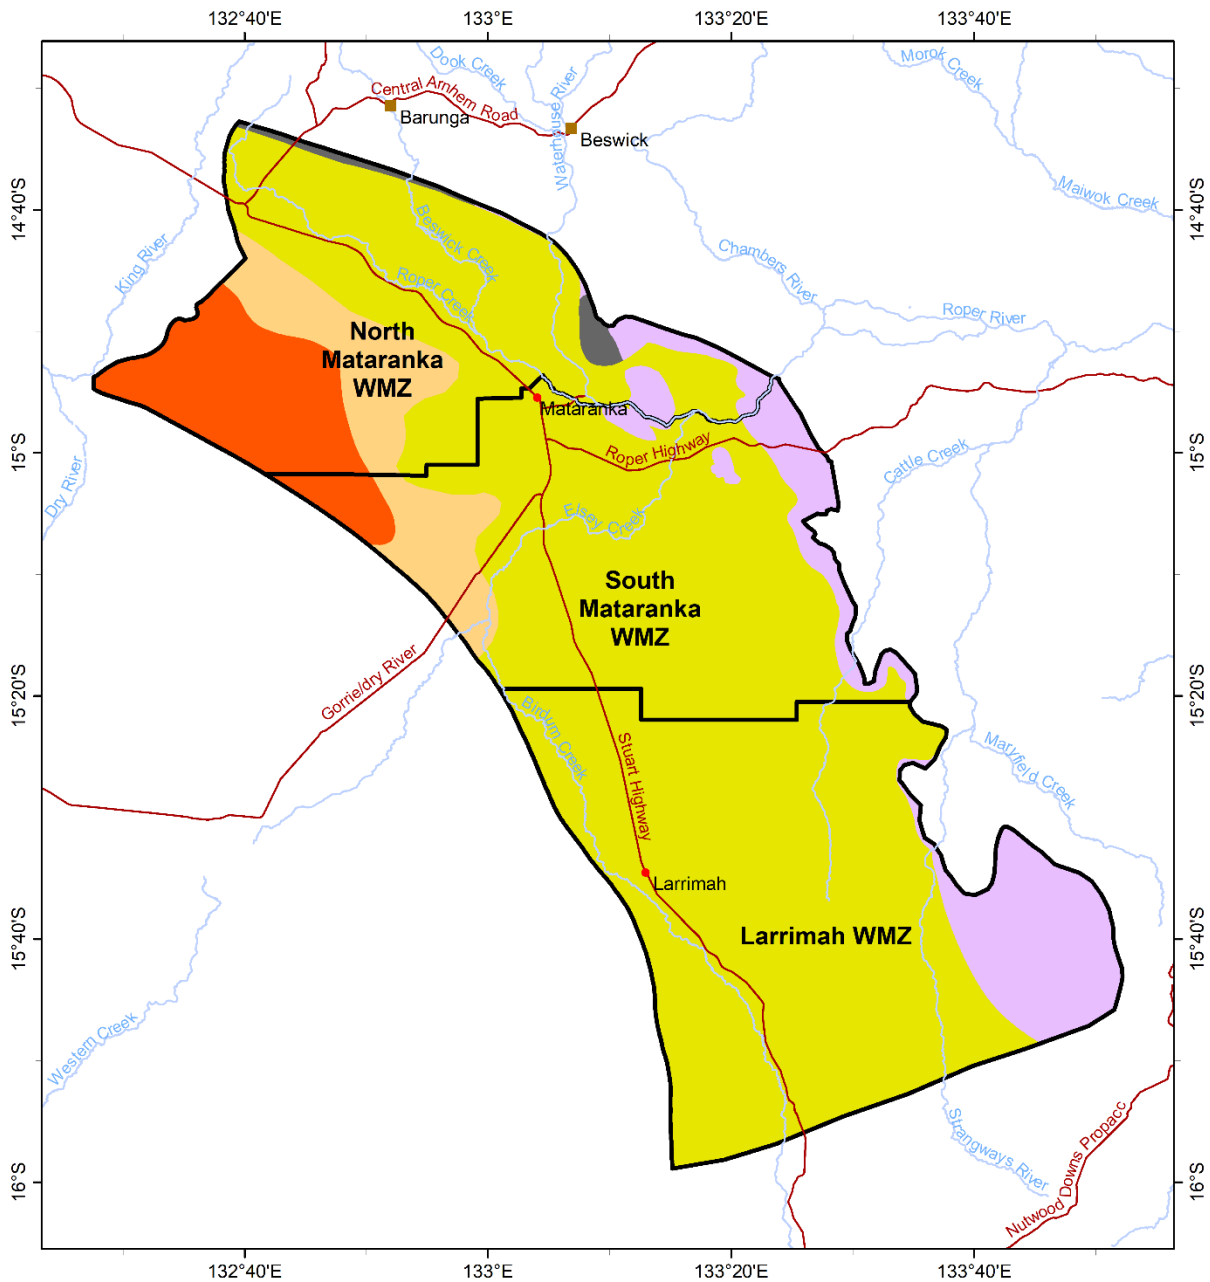 132°40'E
133°E
133°20'E
133°40'E
Dook Creek
Morok Creek
Central Arnhem Road
Waterhouse River
Barunga
Beswick
Maiwok Creek
14°40'S
14°40'S
Beswick Creek
King River
Chambers River
Roper Creek
Roper River
North
Mataranka
WMZ
Mataranka
Roper Highway
15°S
15°S
Cattle Creek
Dry River
Elsey Creek
South
Mataranka
WMZ
Gorrie/dry River
15°20'S
15°20'S
Birdum Creek
Stuart Highway
Maryfield Creek
Larrimah
Larrimah WMZ
15°40'S
15°40'S
Western Creek
Strangways River
Nutwood Downs Propacc
16°S
16°S
132°40'E
133°E
133°20'E
133°40'E